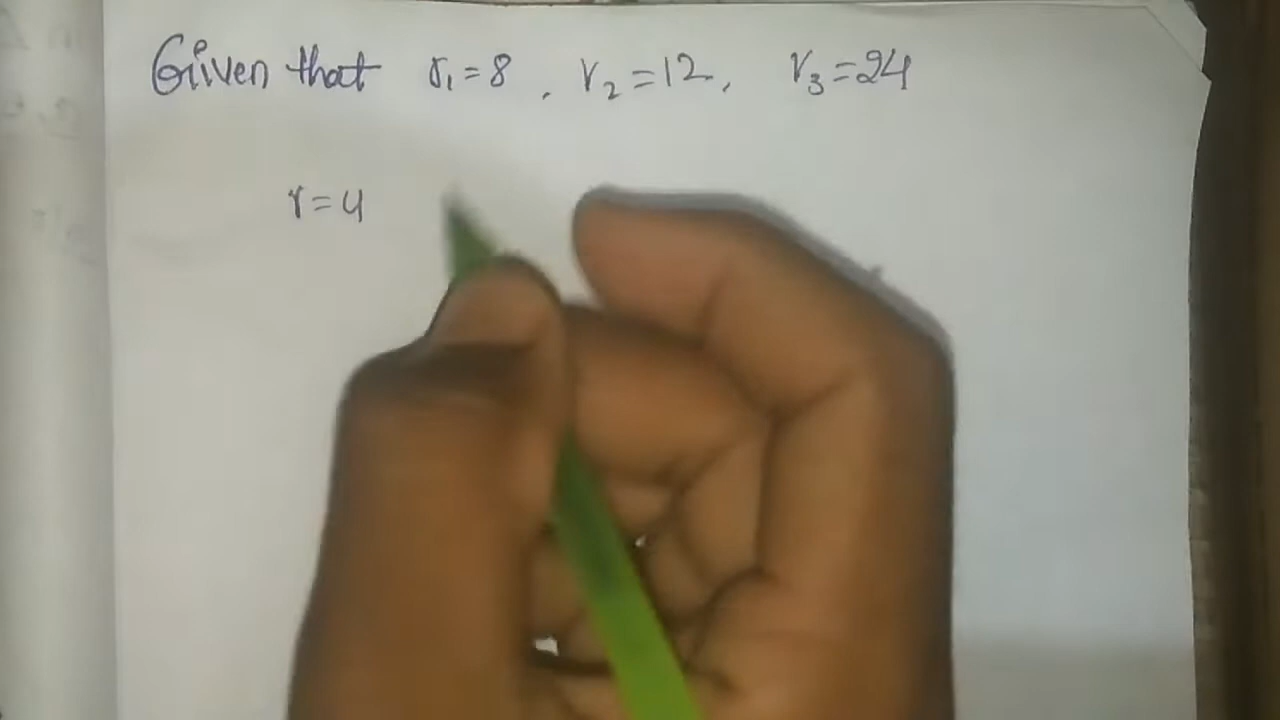 Given that r₁=8, r₂=12, r₃=24
r=4